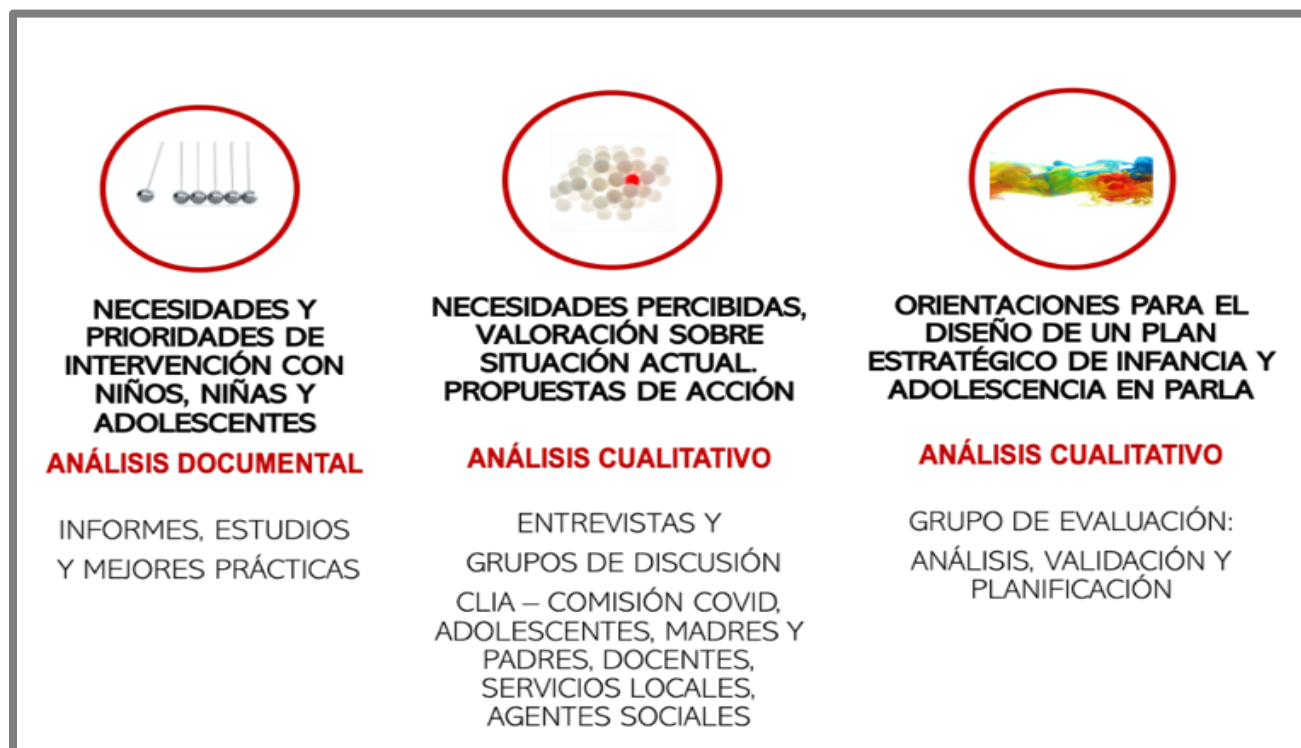 NECESIDADES Y
PRIORIDADES DE
INTERVENCIÓN CON
NIÑOS, NIÑAS Y
ADOLESCENTES
ANÁLISIS DOCUMENTAL
INFORMES, ESTUDIOS
Y MEJORES PRÁCTICAS
NECESIDADES PERCIBIDAS,
VALORACIÓN SOBRE
SITUACIÓN ACTUAL.
PROPUESTAS DE ACCIÓN
ANÁLISIS CUALITATIVO
ENTREVISTAS Y
GRUPOS DE DISCUSIÓN
CLIA – COMISIÓN COVID,
ADOLESCENTES, MADRES Y
PADRES, DOCENTES,
SERVICIOS LOCALES,
AGENTES SOCIALES
ORIENTACIONES PARA EL
DISEÑO DE UN PLAN
ESTRATÉGICO DE INFANCIA Y
ADOLESCENCIA EN PARLA
ANÁLISIS CUALITATIVO
GRUPO DE EVALUACIÓN:
ANÁLISIS, VALIDACIÓN Y
PLANIFICACIÓN